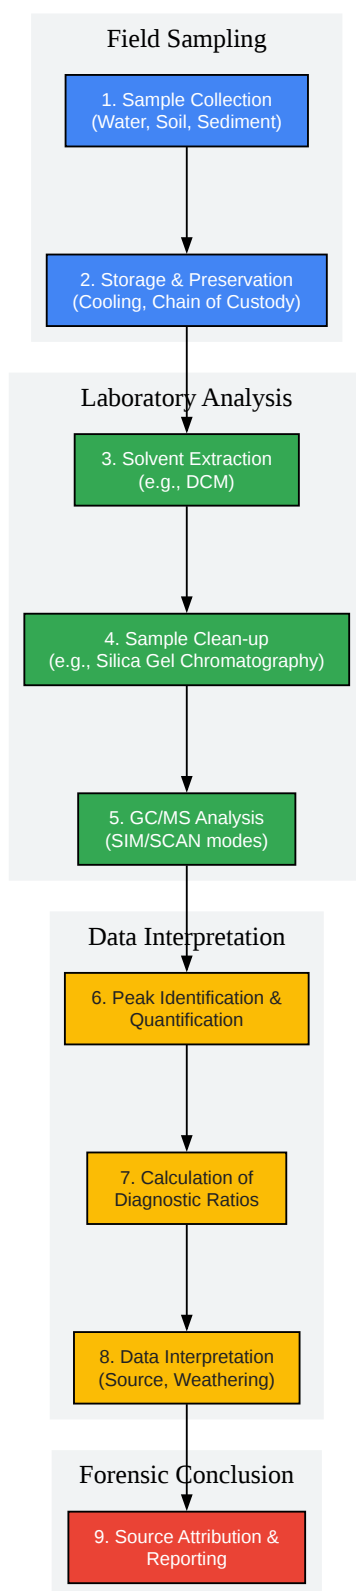 Field Sampling
1. Sample Collection
(Water, Soil, Sediment)
2. Storage & Preservation
(Cooling, Chain of Custody)
Laboratory Analysis
3. Solvent Extraction
(e.g., DCM)
4. Sample Clean-up
(e.g., Silica Gel Chromatography)
5. GC/MS Analysis
(SIM/SCAN modes)
Data Interpretation
6. Peak Identification &
Quantification
7. Calculation of
Diagnostic Ratios
8. Data Interpretation
(Source, Weathering)
Forensic Conclusion
9. Source Attribution &
Reporting